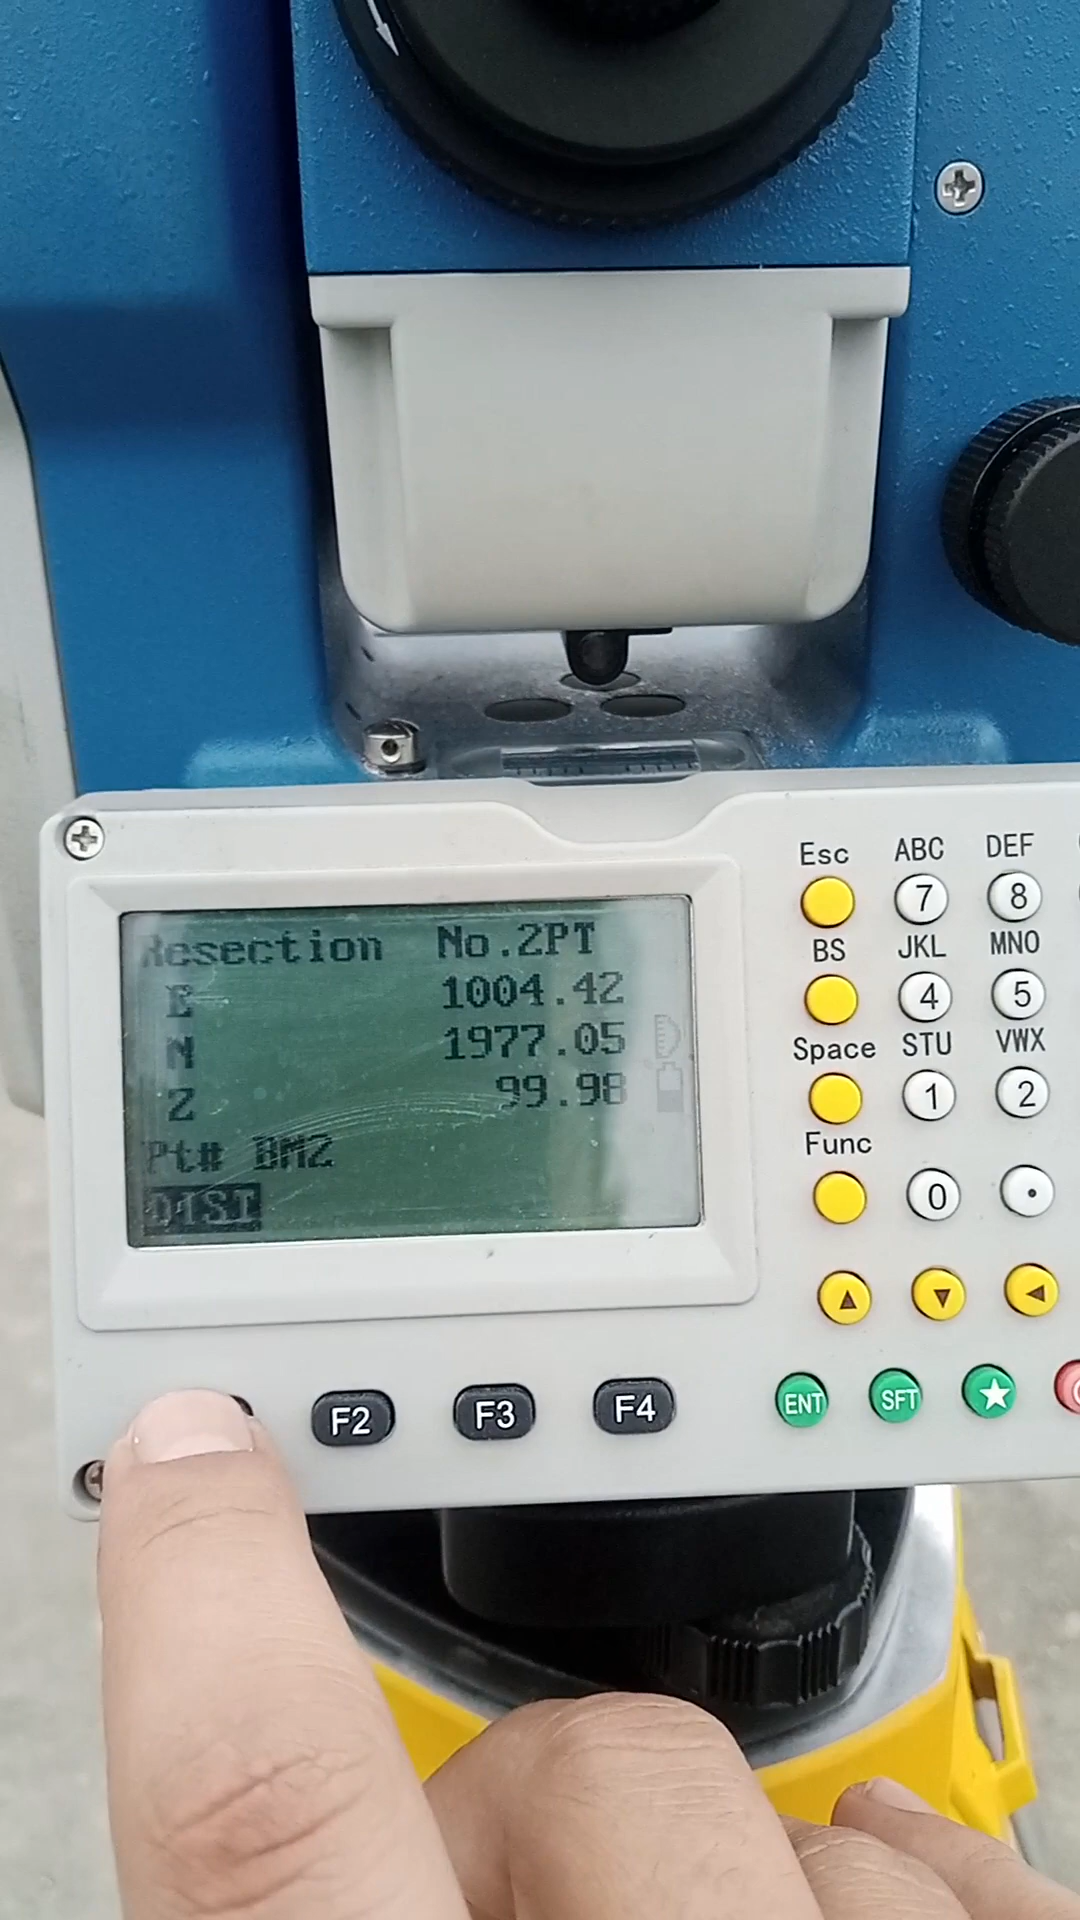 Resection No.2PT
E 1004.42
N 1977.05
Z 99.98
Pt# BM2
DIST
Esc ABC DEF
7 8
BS JKL MNO
4 5
Space STU VWX
1 2
Func
0 .
F2 F3 F4 ENT SFT